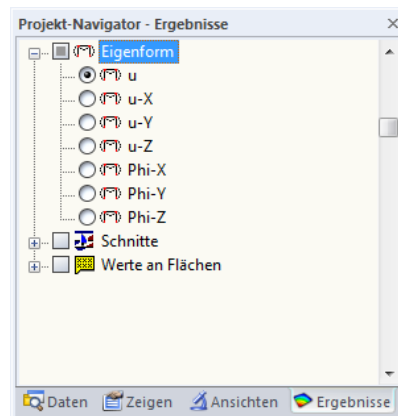 Projekt-Navigator - Ergebnisse
Eigenform
u
u-X
u-Y
u-Z
Phi-X
Phi-Y
Phi-Z
Schnitte
Werte an Flächen
Daten Zeigen Ansichten Ergebnisse